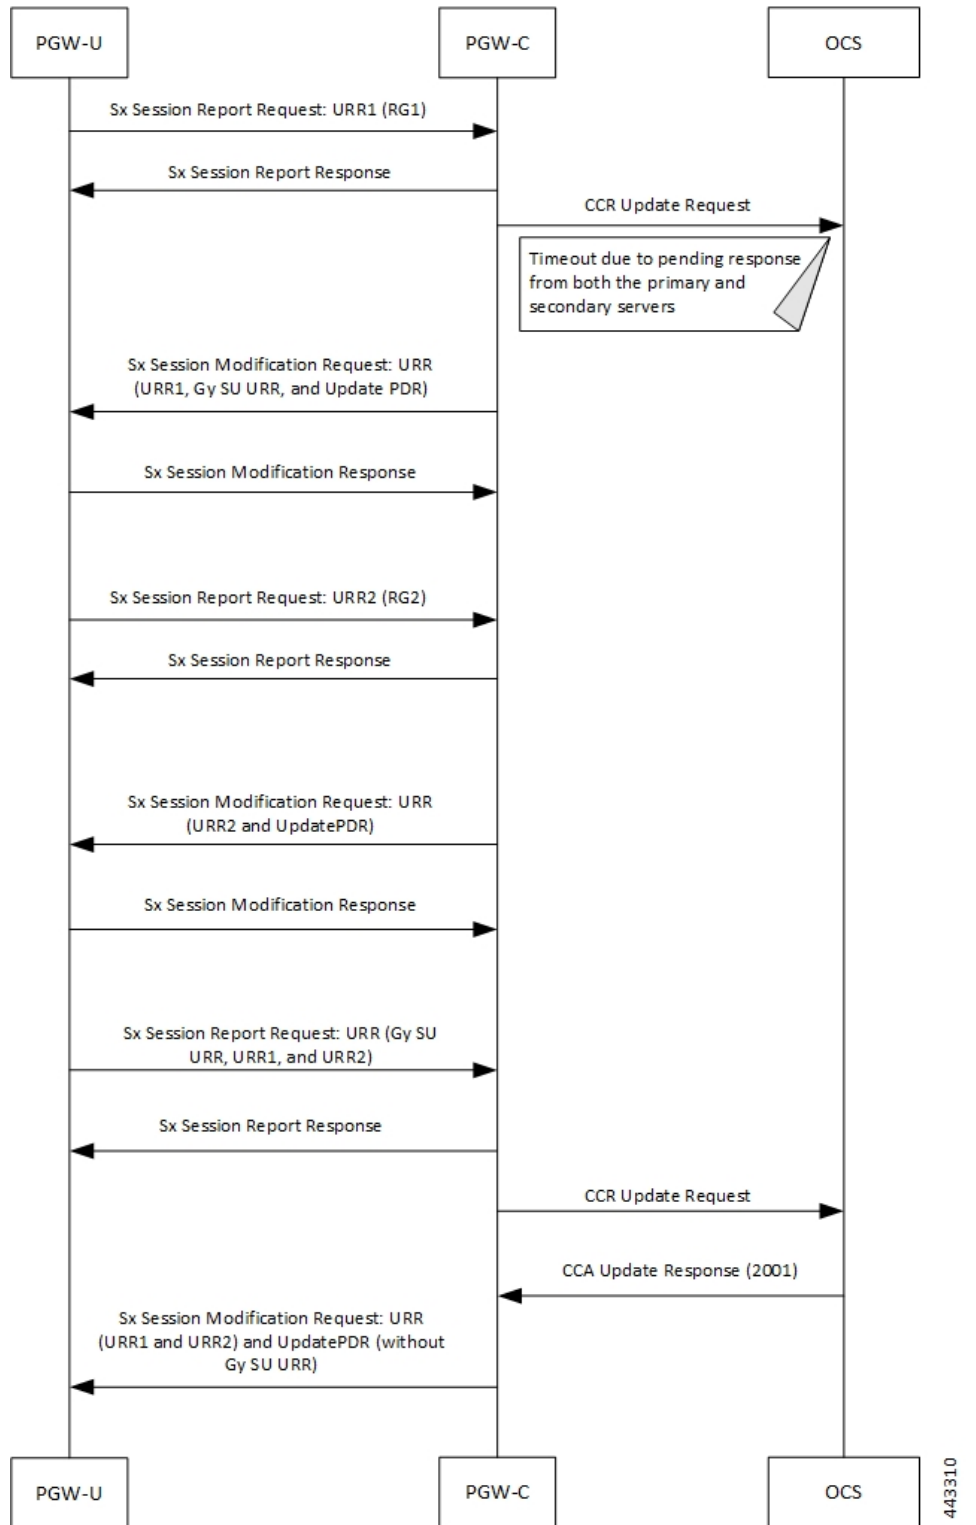 PGW-U
PGW-C
OCS
Sx Session Report Request: URR1 (RG1)
Sx Session Report Response
CCR Update Request
Timeout due to pending response
from both the primary and
secondary servers
Sx Session Modification Request: URR
(URR1, Gy SU URR, and Update PDR)
Sx Session Modification Response
Sx Session Report Request: URR2 (RG2)
Sx Session Report Response
Sx Session Modification Request: URR
(URR2 and UpdatePDR)
Sx Session Modification Response
Sx Session Report Request: URR (Gy SU
URR, URR1, and URR2)
Sx Session Report Response
CCR Update Request
CCA Update Response (2001)
Sx Session Modification Request: URR
(URR1 and URR2) and UpdatePDR (without
Gy SU URR)
PGW-U
PGW-C
OCS
443310